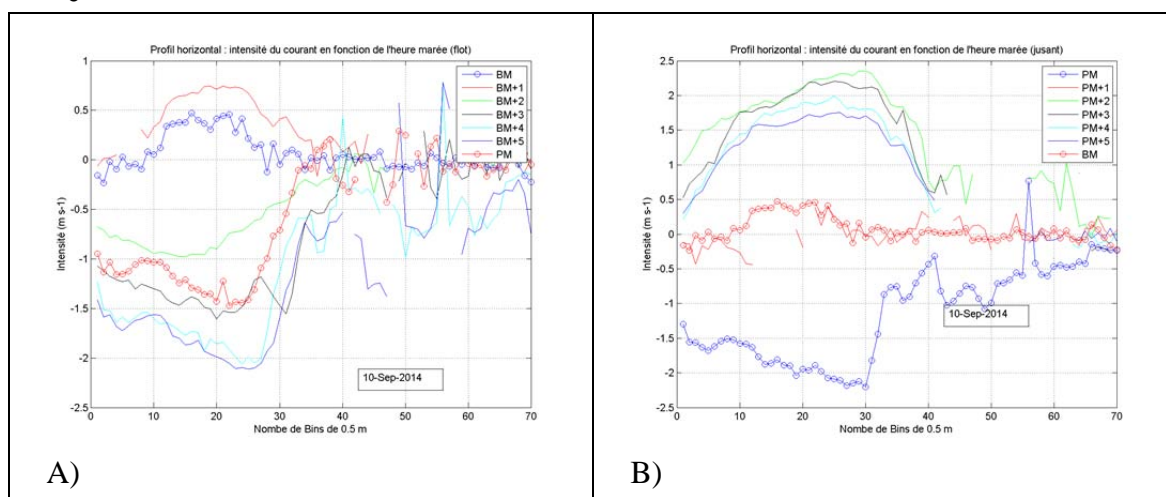 Profil horizontal : intensité du courant en fonction de l'heure marée (flot)
1
0.5
0
-0.5
-1
-1.5
-2
-2.5
Intensité (m s-1)
BM
BM+1
BM+2
BM+3
BM+4
BM+5
PM
10-Sep-2014
0 10 20 30 40 50 60 70
Nombe de Bins de 0.5 m
A)
Profil horizontal : intensité du courant en fonction de l'heure marée (jusant)
2.5
2
1.5
1
0.5
0
-0.5
-1
-1.5
-2
-2.5
Intensité (m s-1)
PM
PM+1
PM+2
PM+3
PM+4
PM+5
BM
10-Sep-2014
0 10 20 30 40 50 60 70
Nombe de Bins de 0.5 m
B)